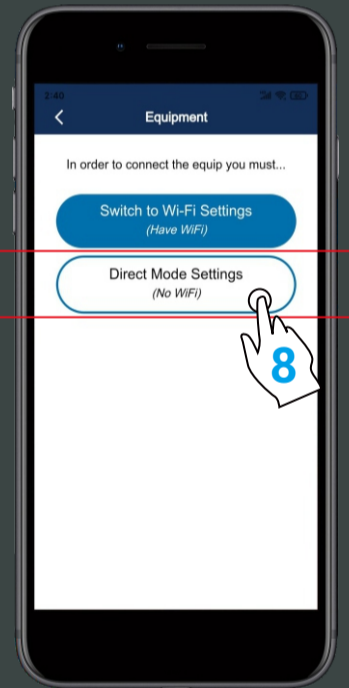 2:40
Equipment
In order to connect the equip you must...
Switch to Wi-Fi Settings
(Have WiFi)
Direct Mode Settings
(No WiFi)
8